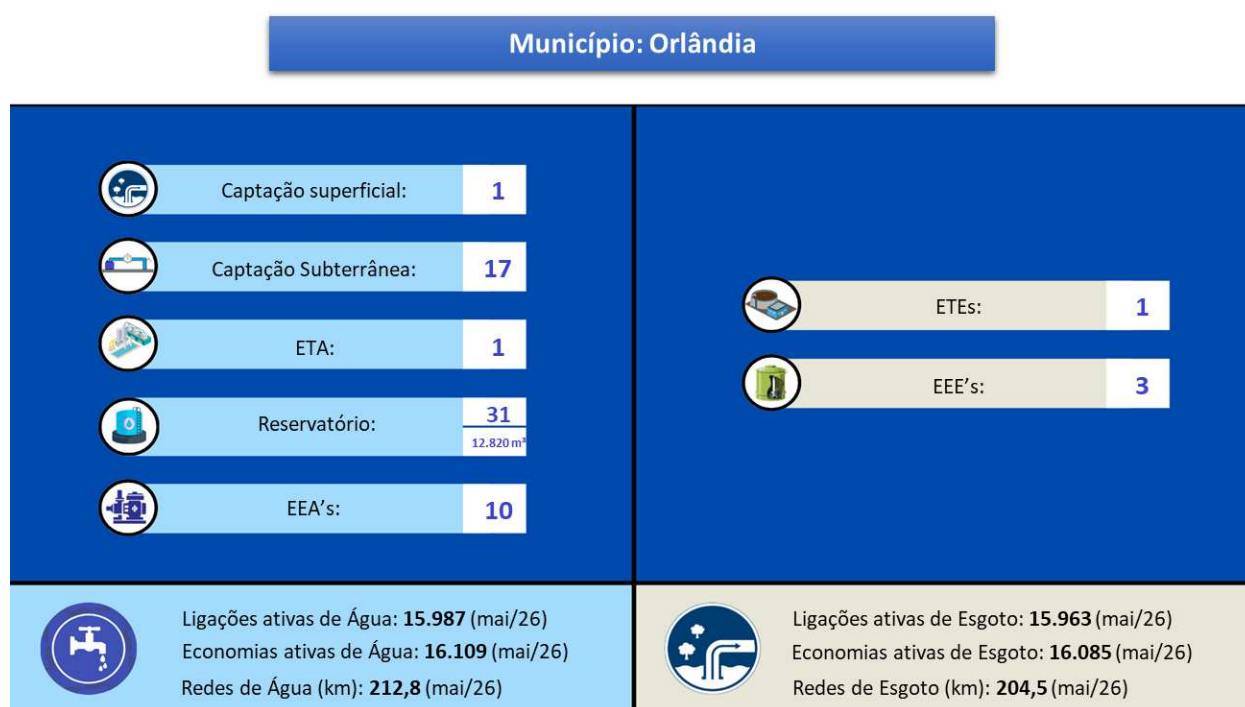 Município: Orlândia
Captação superficial: 1
Captação Subterrânea: 17
ETA: 1
Reservatório: 31
12.820 m³
EEA's: 10
ETEs: 1
EEE's: 3
Ligações ativas de Água: 15.987 (mai/26)
Economias ativas de Água: 16.109 (mai/26)
Redes de Água (km): 212,8 (mai/26)
Ligações ativas de Esgoto: 15.963 (mai/26)
Economias ativas de Esgoto: 16.085 (mai/26)
Redes de Esgoto (km): 204,5 (mai/26)